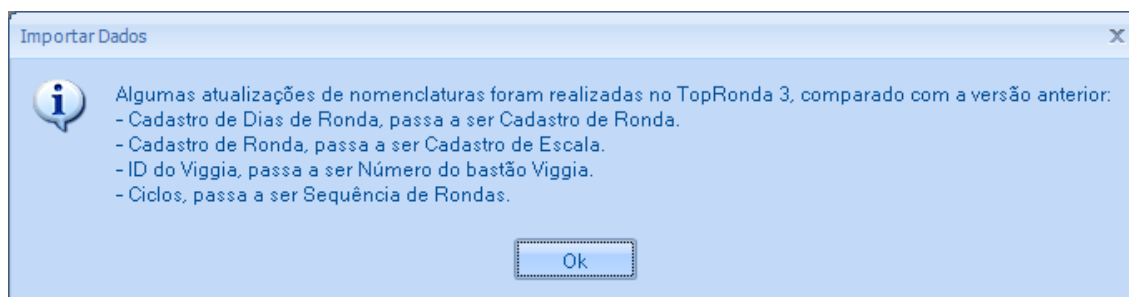 Importar Dados
Algumas atualizações de nomenclaturas foram realizadas no TopRonda 3, comparado com a versão anterior:
- Cadastro de Dias de Ronda, passa a ser Cadastro de Ronda.
- Cadastro de Ronda, passa a ser Cadastro de Escala.
- ID do Viggia, passa a ser Número do bastão Viggia.
- Ciclos, passa a ser Sequência de Rondas.
Ok